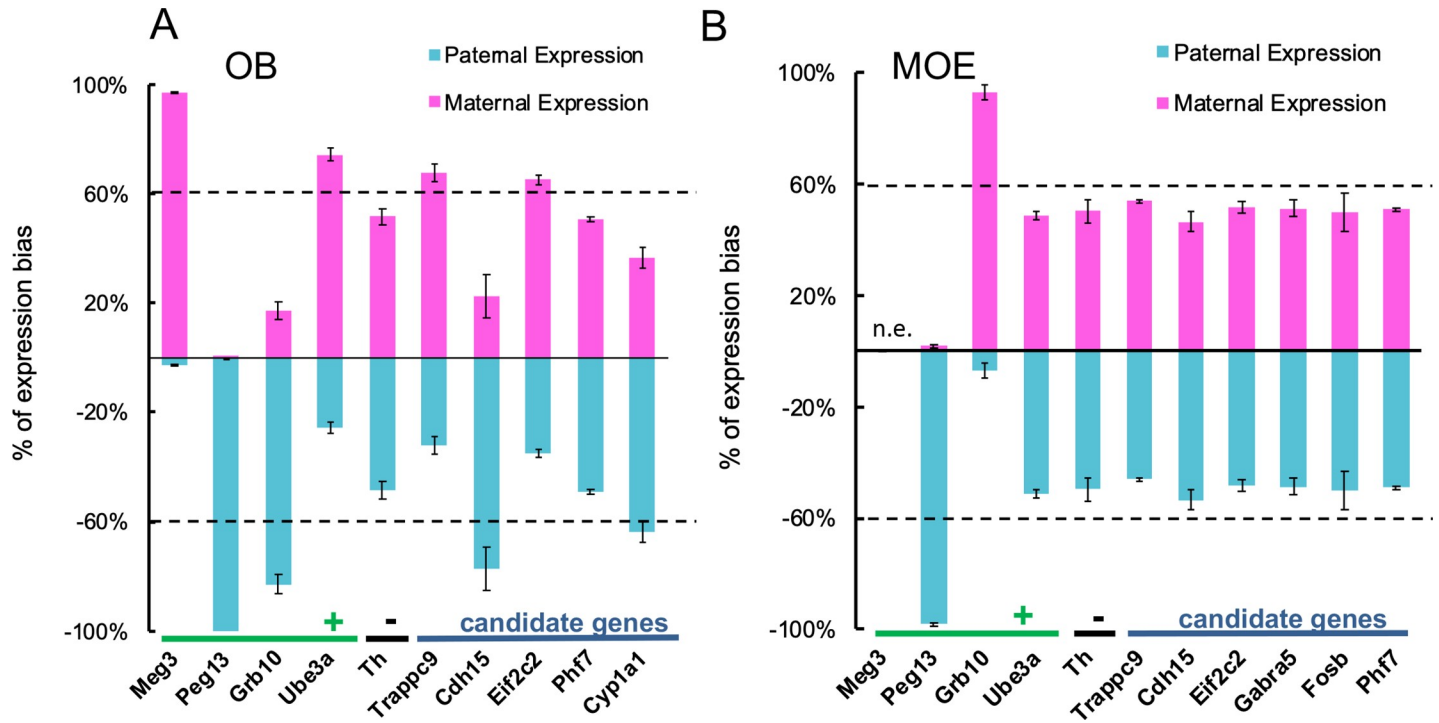 A
OB
Paternal Expression
Maternal Expression
% of expression bias
100%
60%
20%
-20%
-60%
-100%
+
-
candidate genes
Meg3
Peg13
Grb10
Ube3a
Th
Trappc9
Cdh15
Eif2c2
Phf7
Cyp1a1
B
MOE
Paternal Expression
Maternal Expression
% of expression bias
100%
60%
20%
-20%
-60%
-100%
n.e.
+
-
candidate genes
Meg3
Peg13
Grb10
Ube3a
Th
Trappc9
Cdh15
Eif2c2
Gabra5
Fosb
Phf7